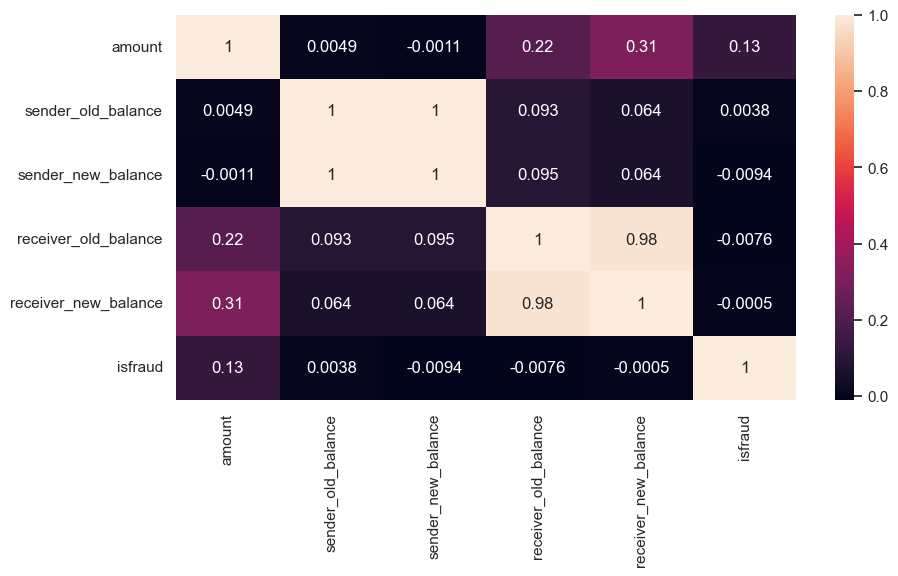 amount 1 0.0049 -0.0011 0.22 0.31 0.13
sender_old_balance 0.0049 1 1 0.093 0.064 0.0038
sender_new_balance -0.0011 1 1 0.095 0.064 -0.0094
receiver_old_balance 0.22 0.093 0.095 1 0.98 -0.0076
receiver_new_balance 0.31 0.064 0.064 0.98 1 -0.0005
isfraud 0.13 0.0038 -0.0094 -0.0076 -0.0005 1
amount
sender_old_balance
sender_new_balance
receiver_old_balance
receiver_new_balance
isfraud
1.0
0.8
0.6
0.4
0.2
0.0